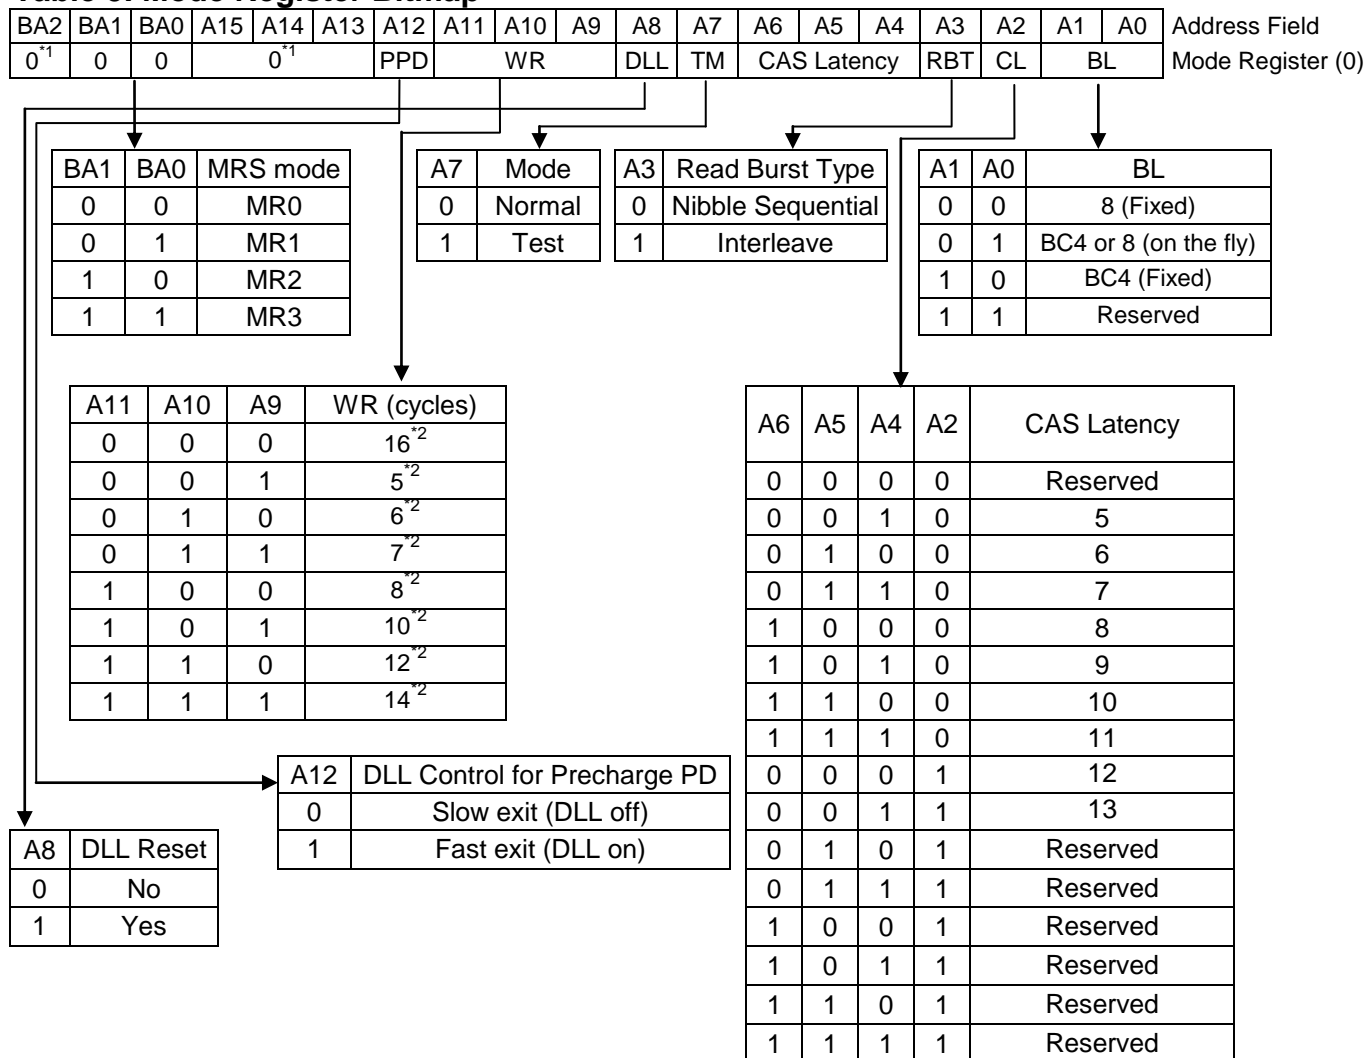 Table 6. Mode Register Bitmap
BA2 BA1 BA0 A15 A14 A13 A12 A11 A10 A9 A8 A7 A6 A5 A4 A3 A2 A1 A0 Address Field
0*1 0 0 0*1 PPD WR DLL TM CAS Latency RBT CL BL Mode Register (0)
BA1 BA0 MRS mode
0 0 MR0
0 1 MR1
1 0 MR2
1 1 MR3
A7 Mode
0 Normal
1 Test
A3 Read Burst Type
0 Nibble Sequential
1 Interleave
A1 A0 BL
0 0 8 (Fixed)
0 1 BC4 or 8 (on the fly)
1 0 BC4 (Fixed)
1 1 Reserved
A11 A10 A9 WR (cycles)
0 0 0 16*2
0 0 1 5*2
0 1 0 6*2
0 1 1 7*2
1 0 0 8*2
1 0 1 10*2
1 1 0 12*2
1 1 1 14*2
A6 A5 A4 A2 CAS Latency
0 0 0 0 Reserved
0 0 1 0 5
0 1 0 0 6
0 1 1 0 7
1 0 0 0 8
1 0 1 0 9
1 1 0 0 10
1 1 1 0 11
0 0 0 1 12
0 0 1 1 13
0 1 0 1 Reserved
0 1 1 1 Reserved
1 0 0 1 Reserved
1 0 1 1 Reserved
1 1 0 1 Reserved
1 1 1 1 Reserved
A12 DLL Control for Precharge PD
0 Slow exit (DLL off)
1 Fast exit (DLL on)
A8 DLL Reset
0 No
1 Yes